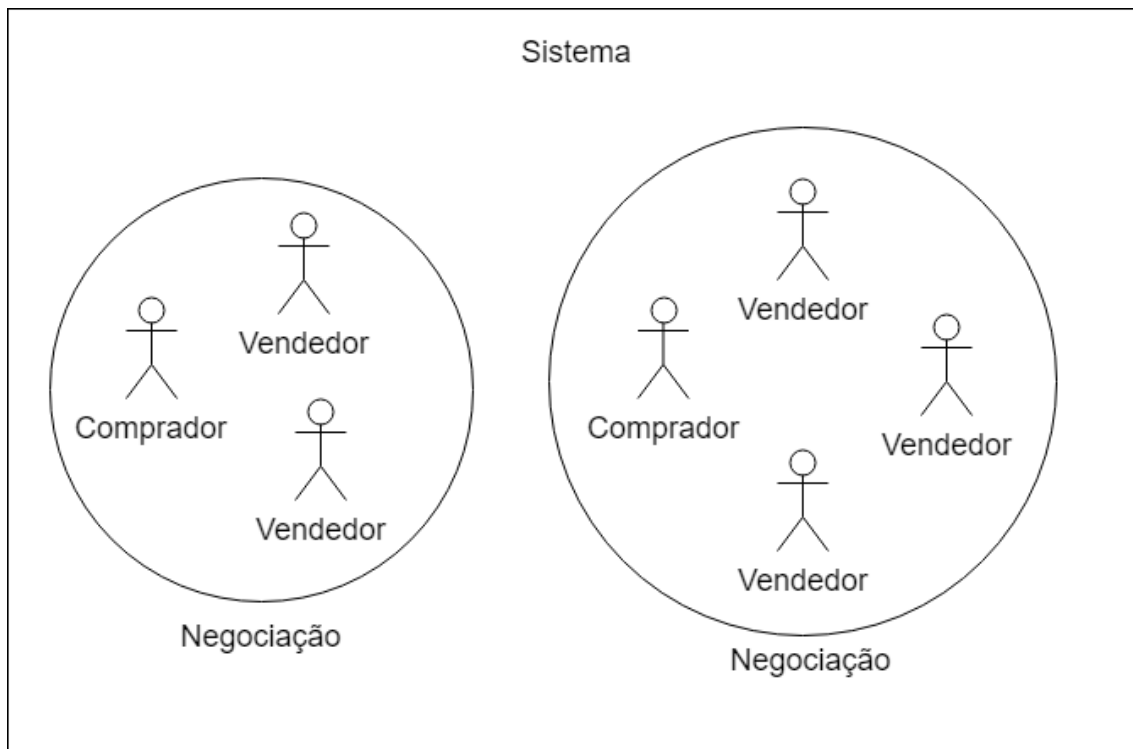 Sistema
Vendedor
Comprador
Vendedor
Negociação
Vendedor
Comprador
Vendedor
Vendedor
Negociação